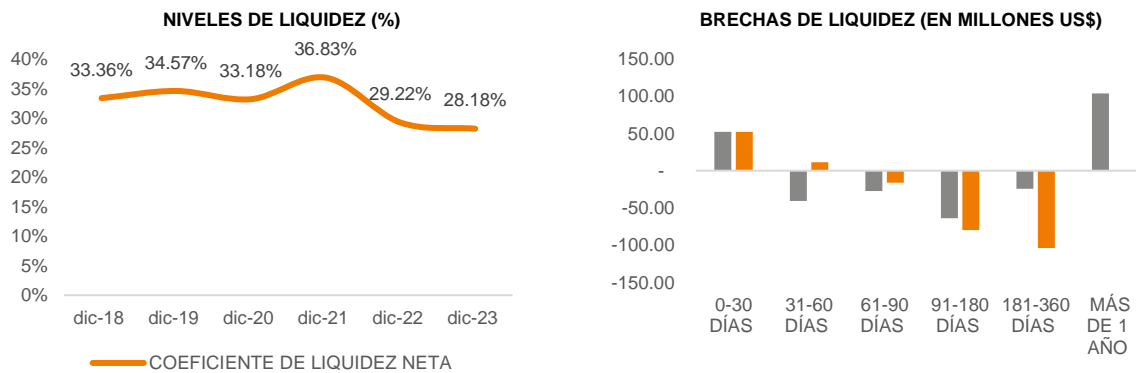 NIVELES DE LIQUIDEZ (%)
40%
35%
30%
25%
20%
15%
10%
5%
0%
33.36%
34.57%
33.18%
36.83%
29.22%
28.18%
dic-18
dic-19
dic-20
dic-21
dic-22
dic-23
COEFICIENTE DE LIQUIDEZ NETA
BRECHAS DE LIQUIDEZ (EN MILLONES US$)
150.00
100.00
50.00
-
-50.00
-100.00
-150.00
0-30
DÍAS
31-60
DÍAS
61-90
DÍAS
91-180
DÍAS
181-360
DÍAS
MÁS
DE 1
AÑO